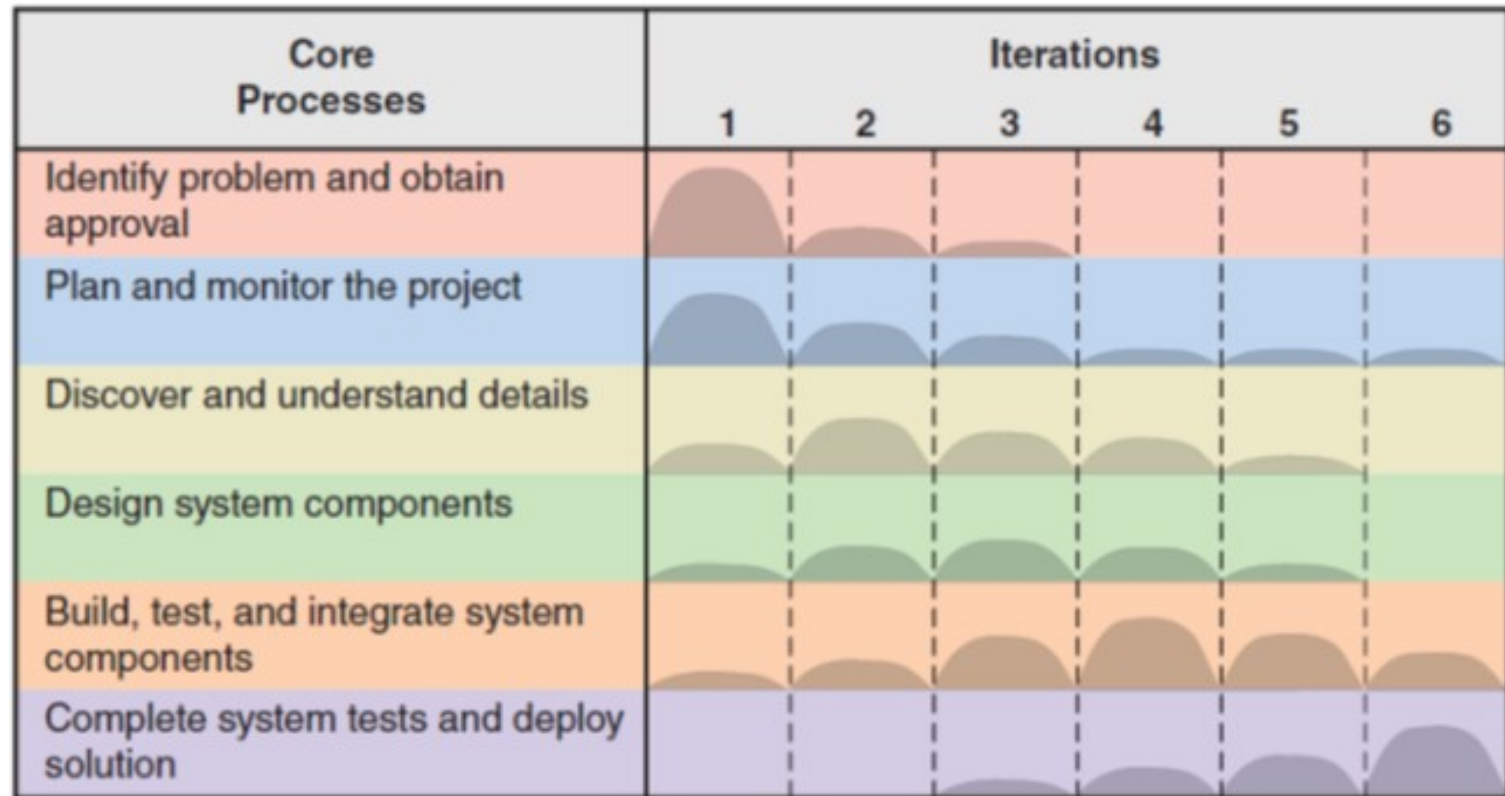 Core
Processes
Iterations
1 2 3 4 5 6
Identify problem and obtain
approval
Plan and monitor the project
Discover and understand details
Design system components
Build, test, and integrate system
components
Complete system tests and deploy
solution